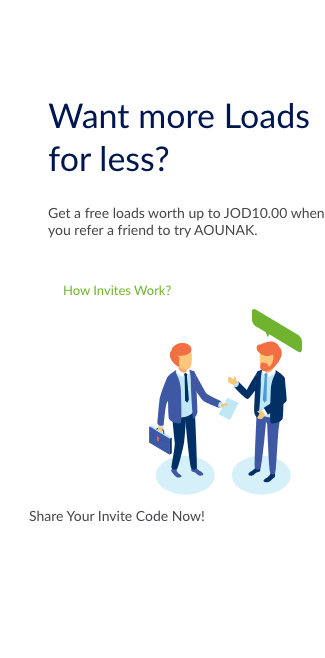 Want more Loads
for less?
Get a free loads worth up to JOD10.00 when
you refer a friend to try AOUNAK.
How Invites Work?
Share Your Invite Code Now!